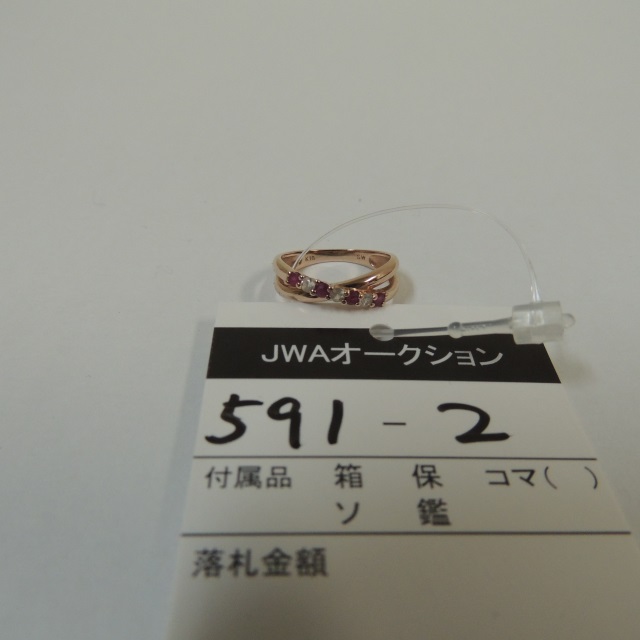 JWAオークション
591-2
付属品 箱 保 コマ( )
ソ 鑑
落札金額